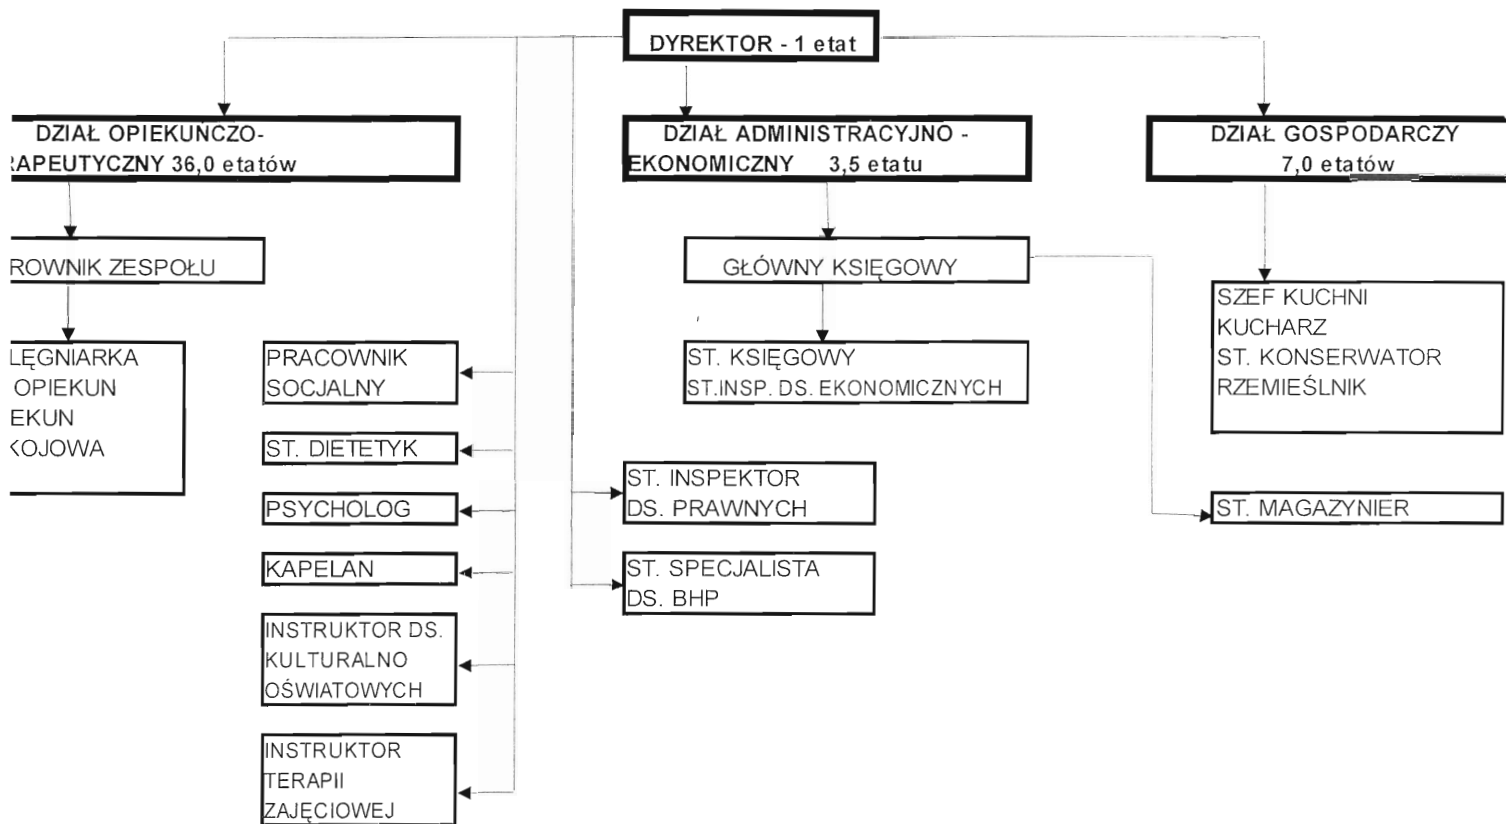 DYREKTOR - 1 etat
DZIAŁ OPIEKUŃCZO-
RAPEUTYCZNY 36,0 etatów
DZIAŁ ADMINISTRACYJNO -
EKONOMICZNY 3,5 etatu
DZIAŁ GOSPODARCZY
7,0 etatów
ROWNIK ZESPOŁU
GŁÓWNY KSIĘGOWY
LĘGNIARKA
OPIEKUN
EKUN
KOJOWA
PRACOWNIK
SOCJALNY
ST. DIETETYK
PSYCHOLOG
KAPELAN
INSTRUKTOR DS.
KULTURALNO
OŚWIATOWYCH
INSTRUKTOR
TERAPII
ZAJĘCIOWEJ
ST. KSIĘGOWY
ST.INSP. DS. EKONOMICZNYCH
ST. INSPEKTOR
DS. PRAWNYCH
ST. SPECJALISTA
DS. BHP
SZEF KUCHNI
KUCHARZ
ST. KONSERWATOR
RZEMIEŚLNIK
ST. MAGAZYNIER